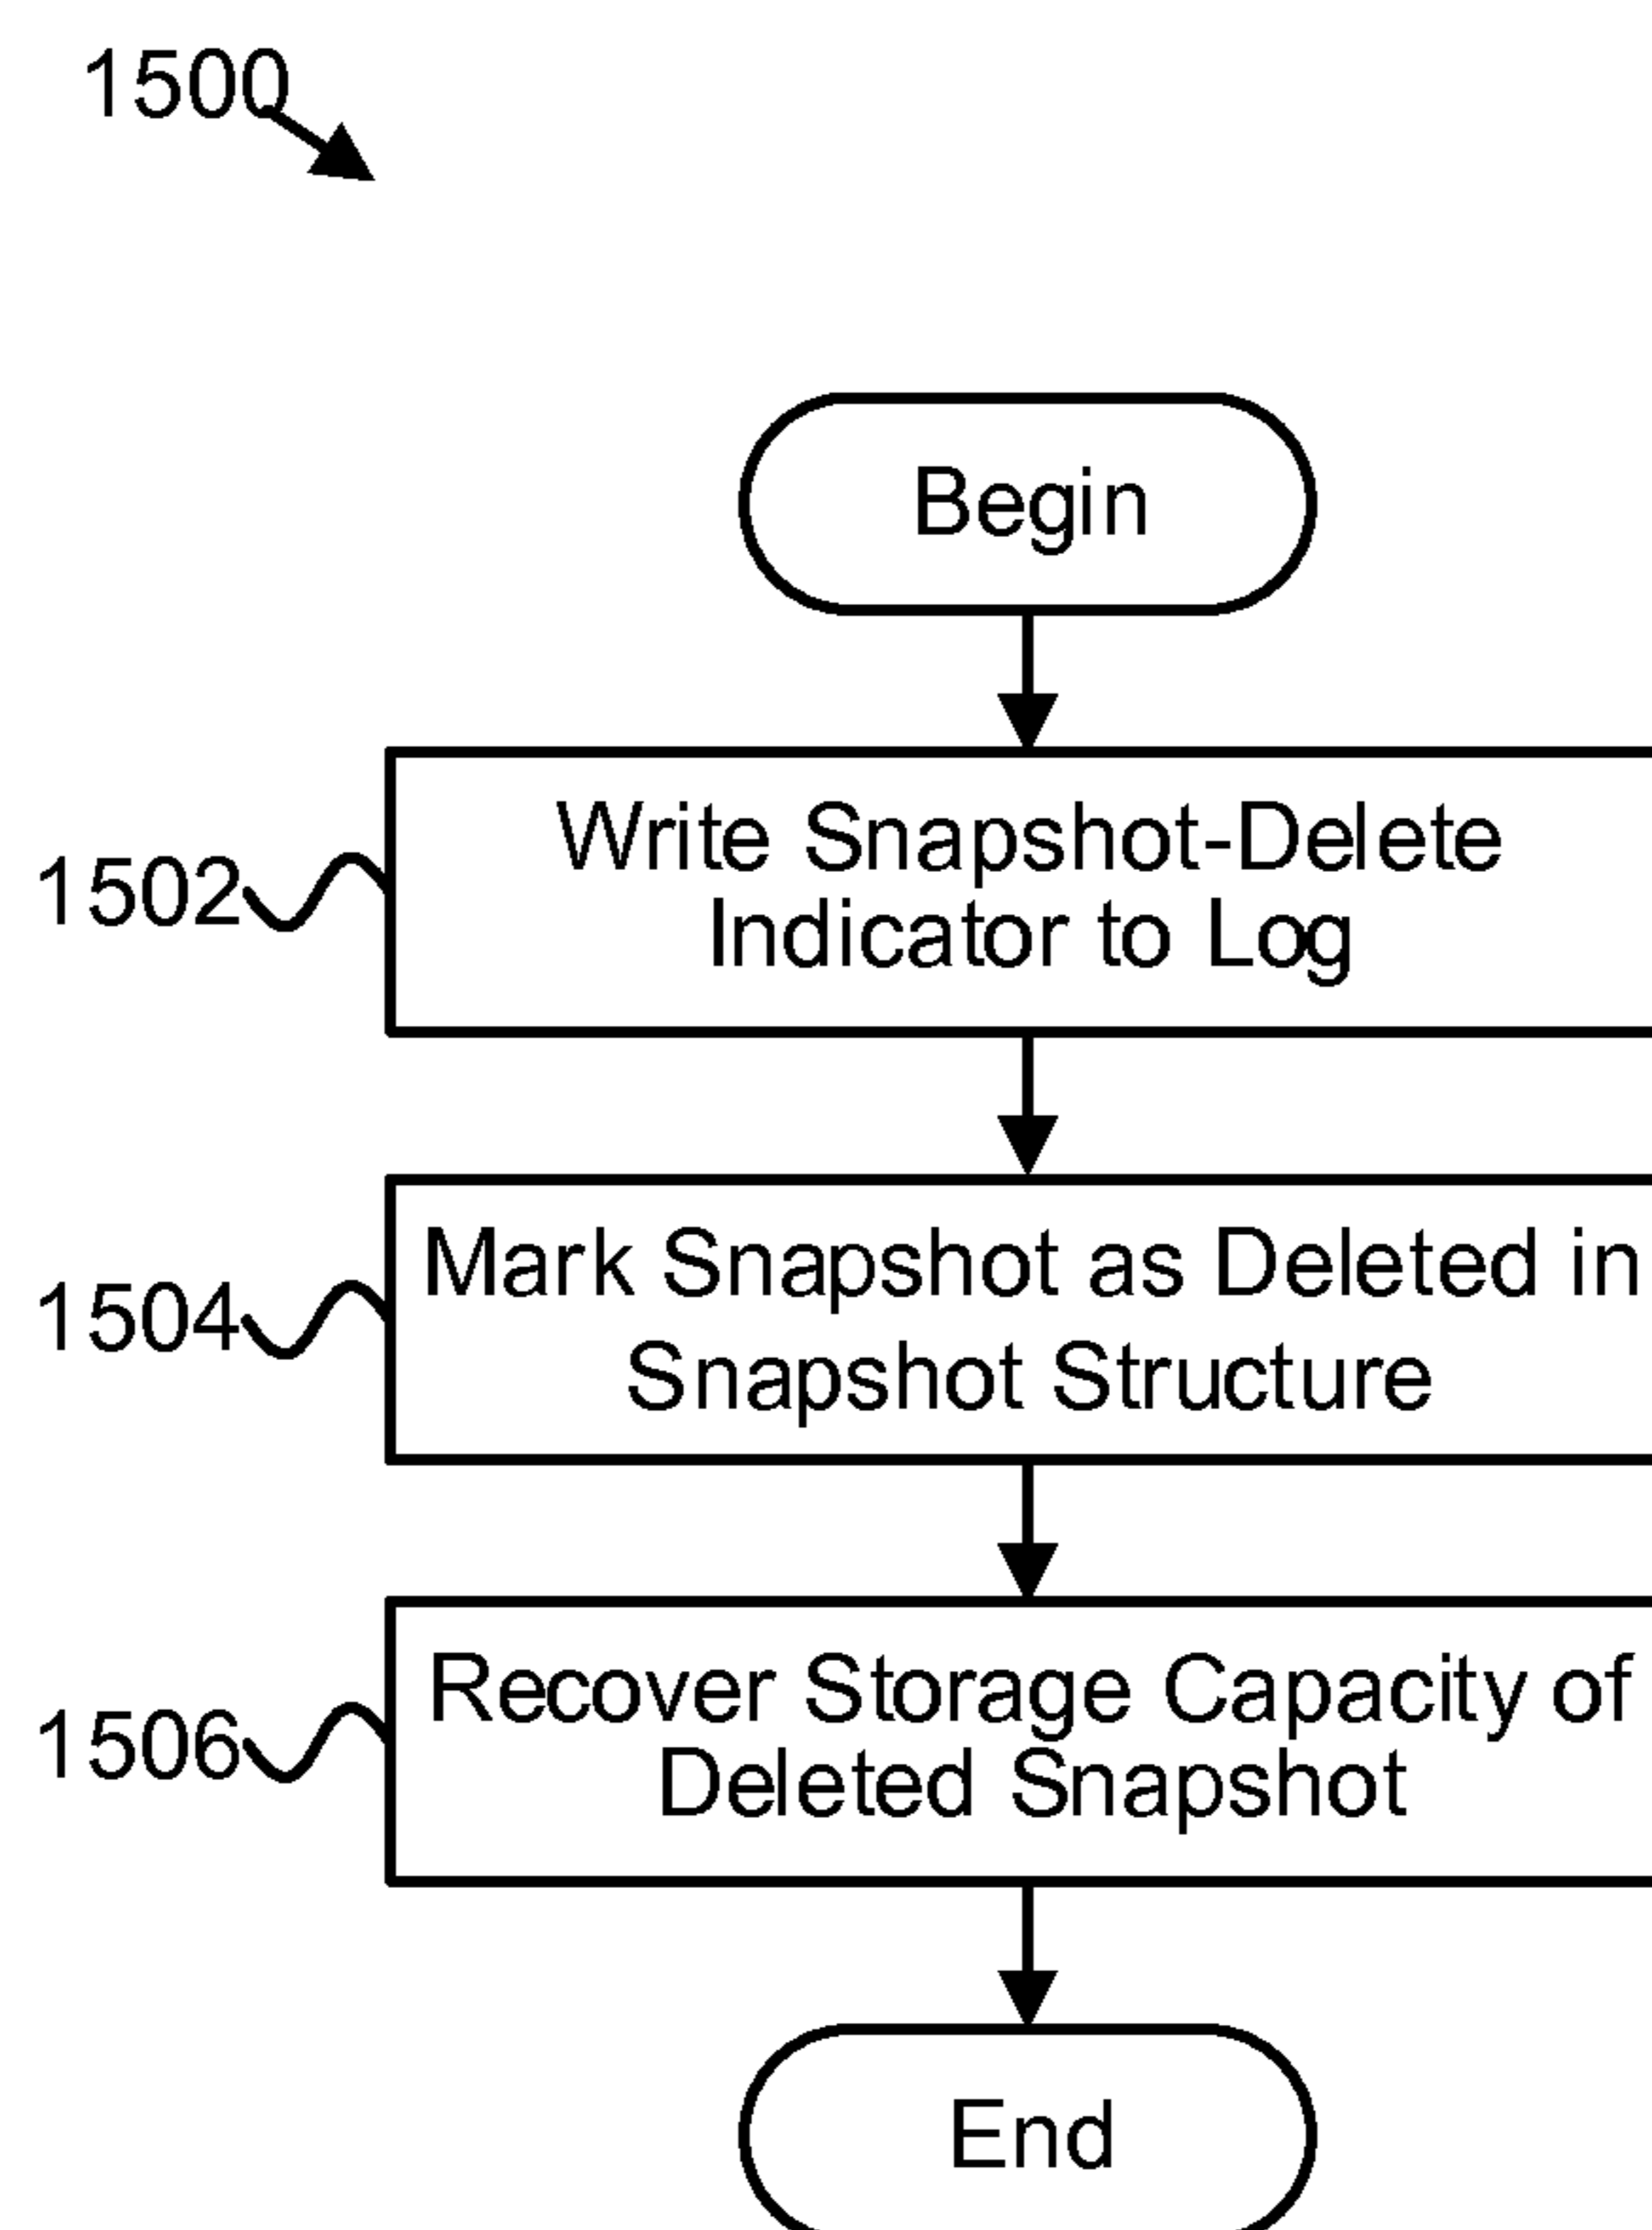 1500
Begin
1502
Write Snapshot-Delete
Indicator to Log
1504
Mark Snapshot as Deleted in
Snapshot Structure
1506
Recover Storage Capacity of
Deleted Snapshot
End